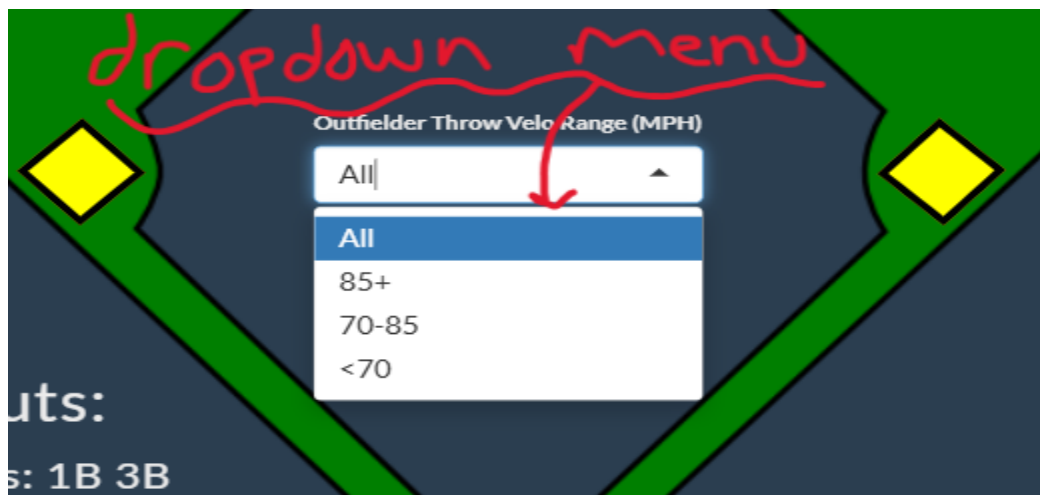 dropdown menu
Outfielder Throw Velo Range (MPH)
All
All
85+
70-85
<70
uts:
s: 1B 3B